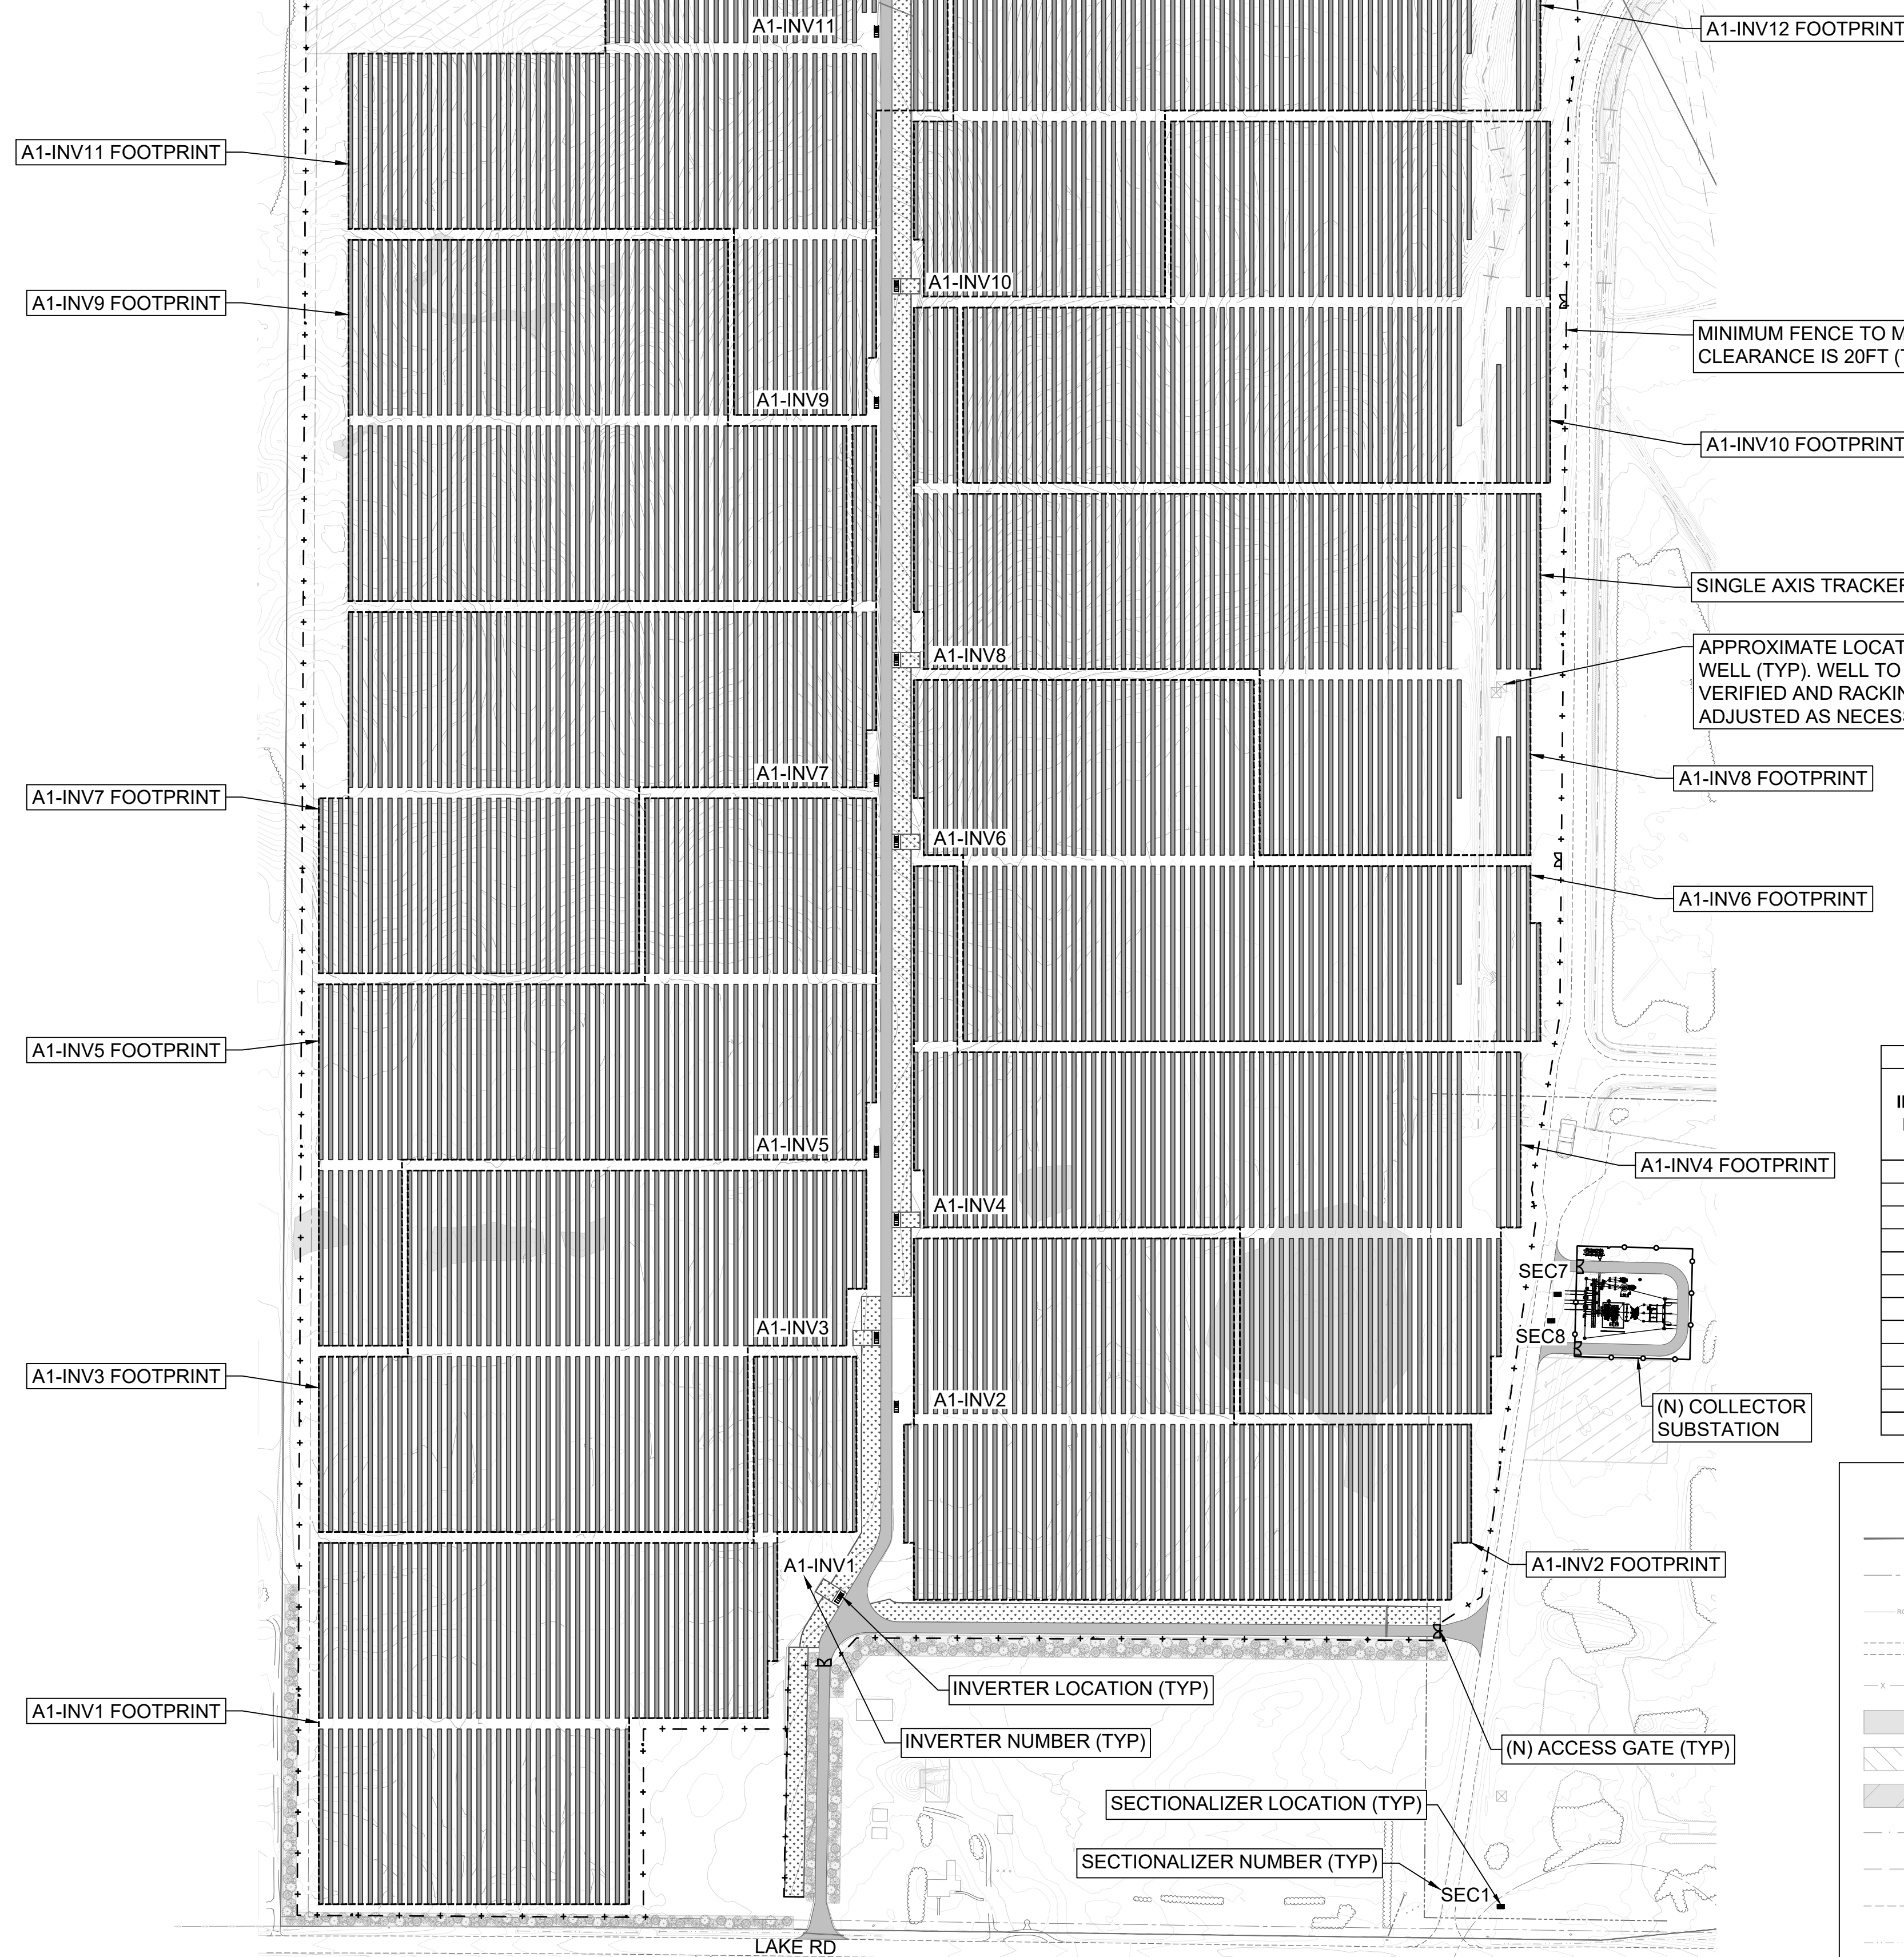 A1-INV11
A1-INV12 FOOTPRINT
A1-INV11 FOOTPRINT
A1-INV10
A1-INV9 FOOTPRINT
MINIMUM FENCE TO
CLEARANCE IS 20FT
A1-INV9
A1-INV10 FOOTPRINT
SINGLE AXIS
APPROXIMATE
WELL (TYP). WELL TO
VERIFIED AND
ADJUSTED AS
A1-INV8
A1-INV7
A1-INV8 FOOTPRINT
A1-INV7 FOOTPRINT
A1-INV6
A1-INV6 FOOTPRINT
A1-INV5 FOOTPRINT
A1-INV5
A1-INV4 FOOTPRINT
A1-INV4
SEC7
A1-INV3
SEC8
A1-INV3 FOOTPRINT
A1-INV2
(N) COLLECTOR
SUBSTATION
A1-INV1
A1-INV2 FOOTPRINT
INVERTER LOCATION (TYP)
A1-INV1 FOOTPRINT
INVERTER NUMBER (TYP)
(N) ACCESS GATE (TYP)
SECTIONALIZER LOCATION (TYP)
SECTIONALIZER NUMBER (TYP)
SEC1
LAKE RD